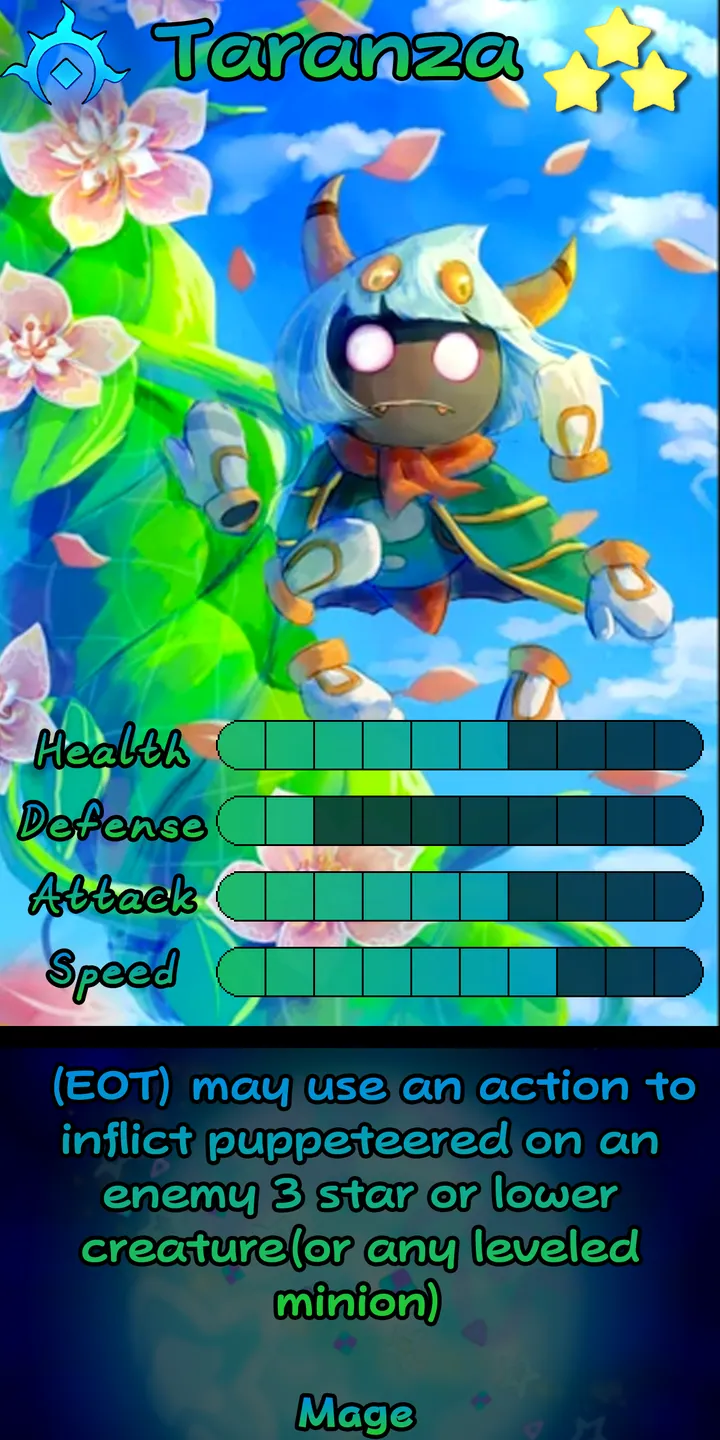 Taranza
Health
Defense
Attack
Speed
(EOT) may use an action to
inflict puppeteered on an
enemy 3 star or lower
creature(or any leveled
minion)
Mage